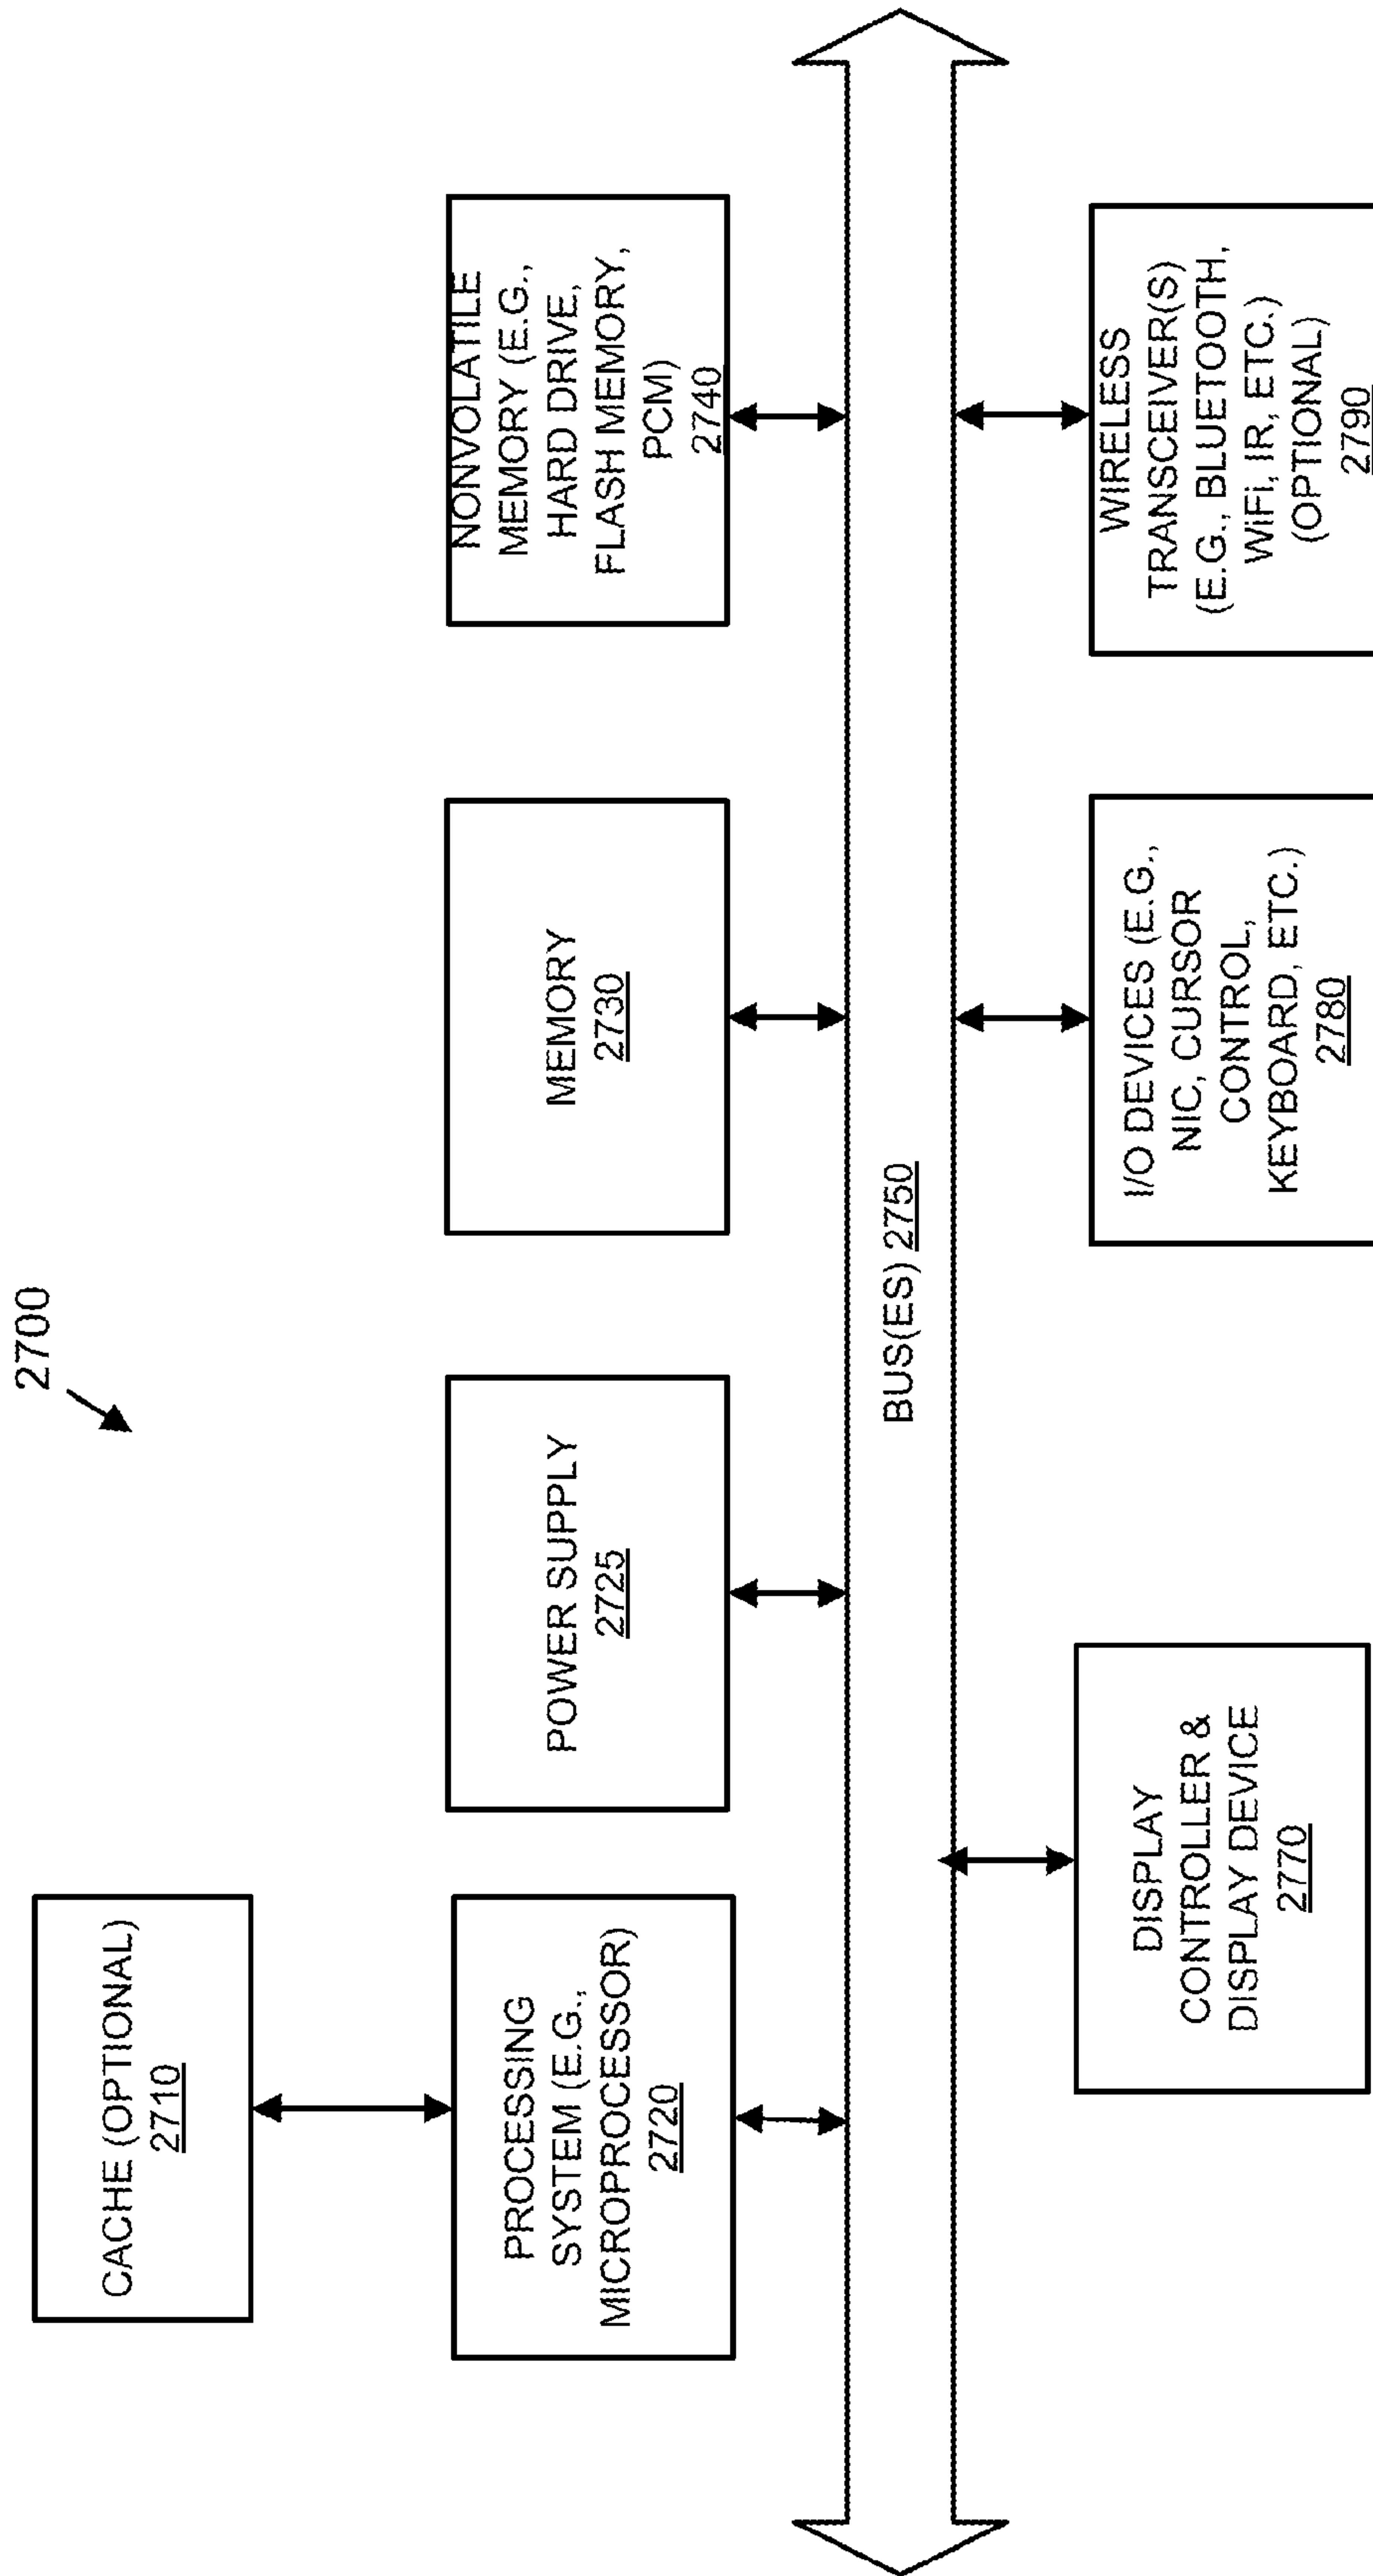 2700
CACHE (OPTIONAL)
2710
PROCESSING
SYSTEM (E.G.,
MICROPROCESSOR)
2720
POWER SUPPLY
2725
MEMORY
2730
NONVOLATILE
MEMORY (E.G.,
HARD DRIVE,
FLASH MEMORY,
PCM)
2740
BUS(ES) 2750
DISPLAY
CONTROLLER &
DISPLAY DEVICE
2770
I/O DEVICES (E.G.,
NIC, CURSOR
CONTROL,
KEYBOARD, ETC.)
2780
WIRELESS
TRANSCEIVER(S)
(E.G., BLUETOOTH,
WiFi, IR, ETC.)
(OPTIONAL)
2790